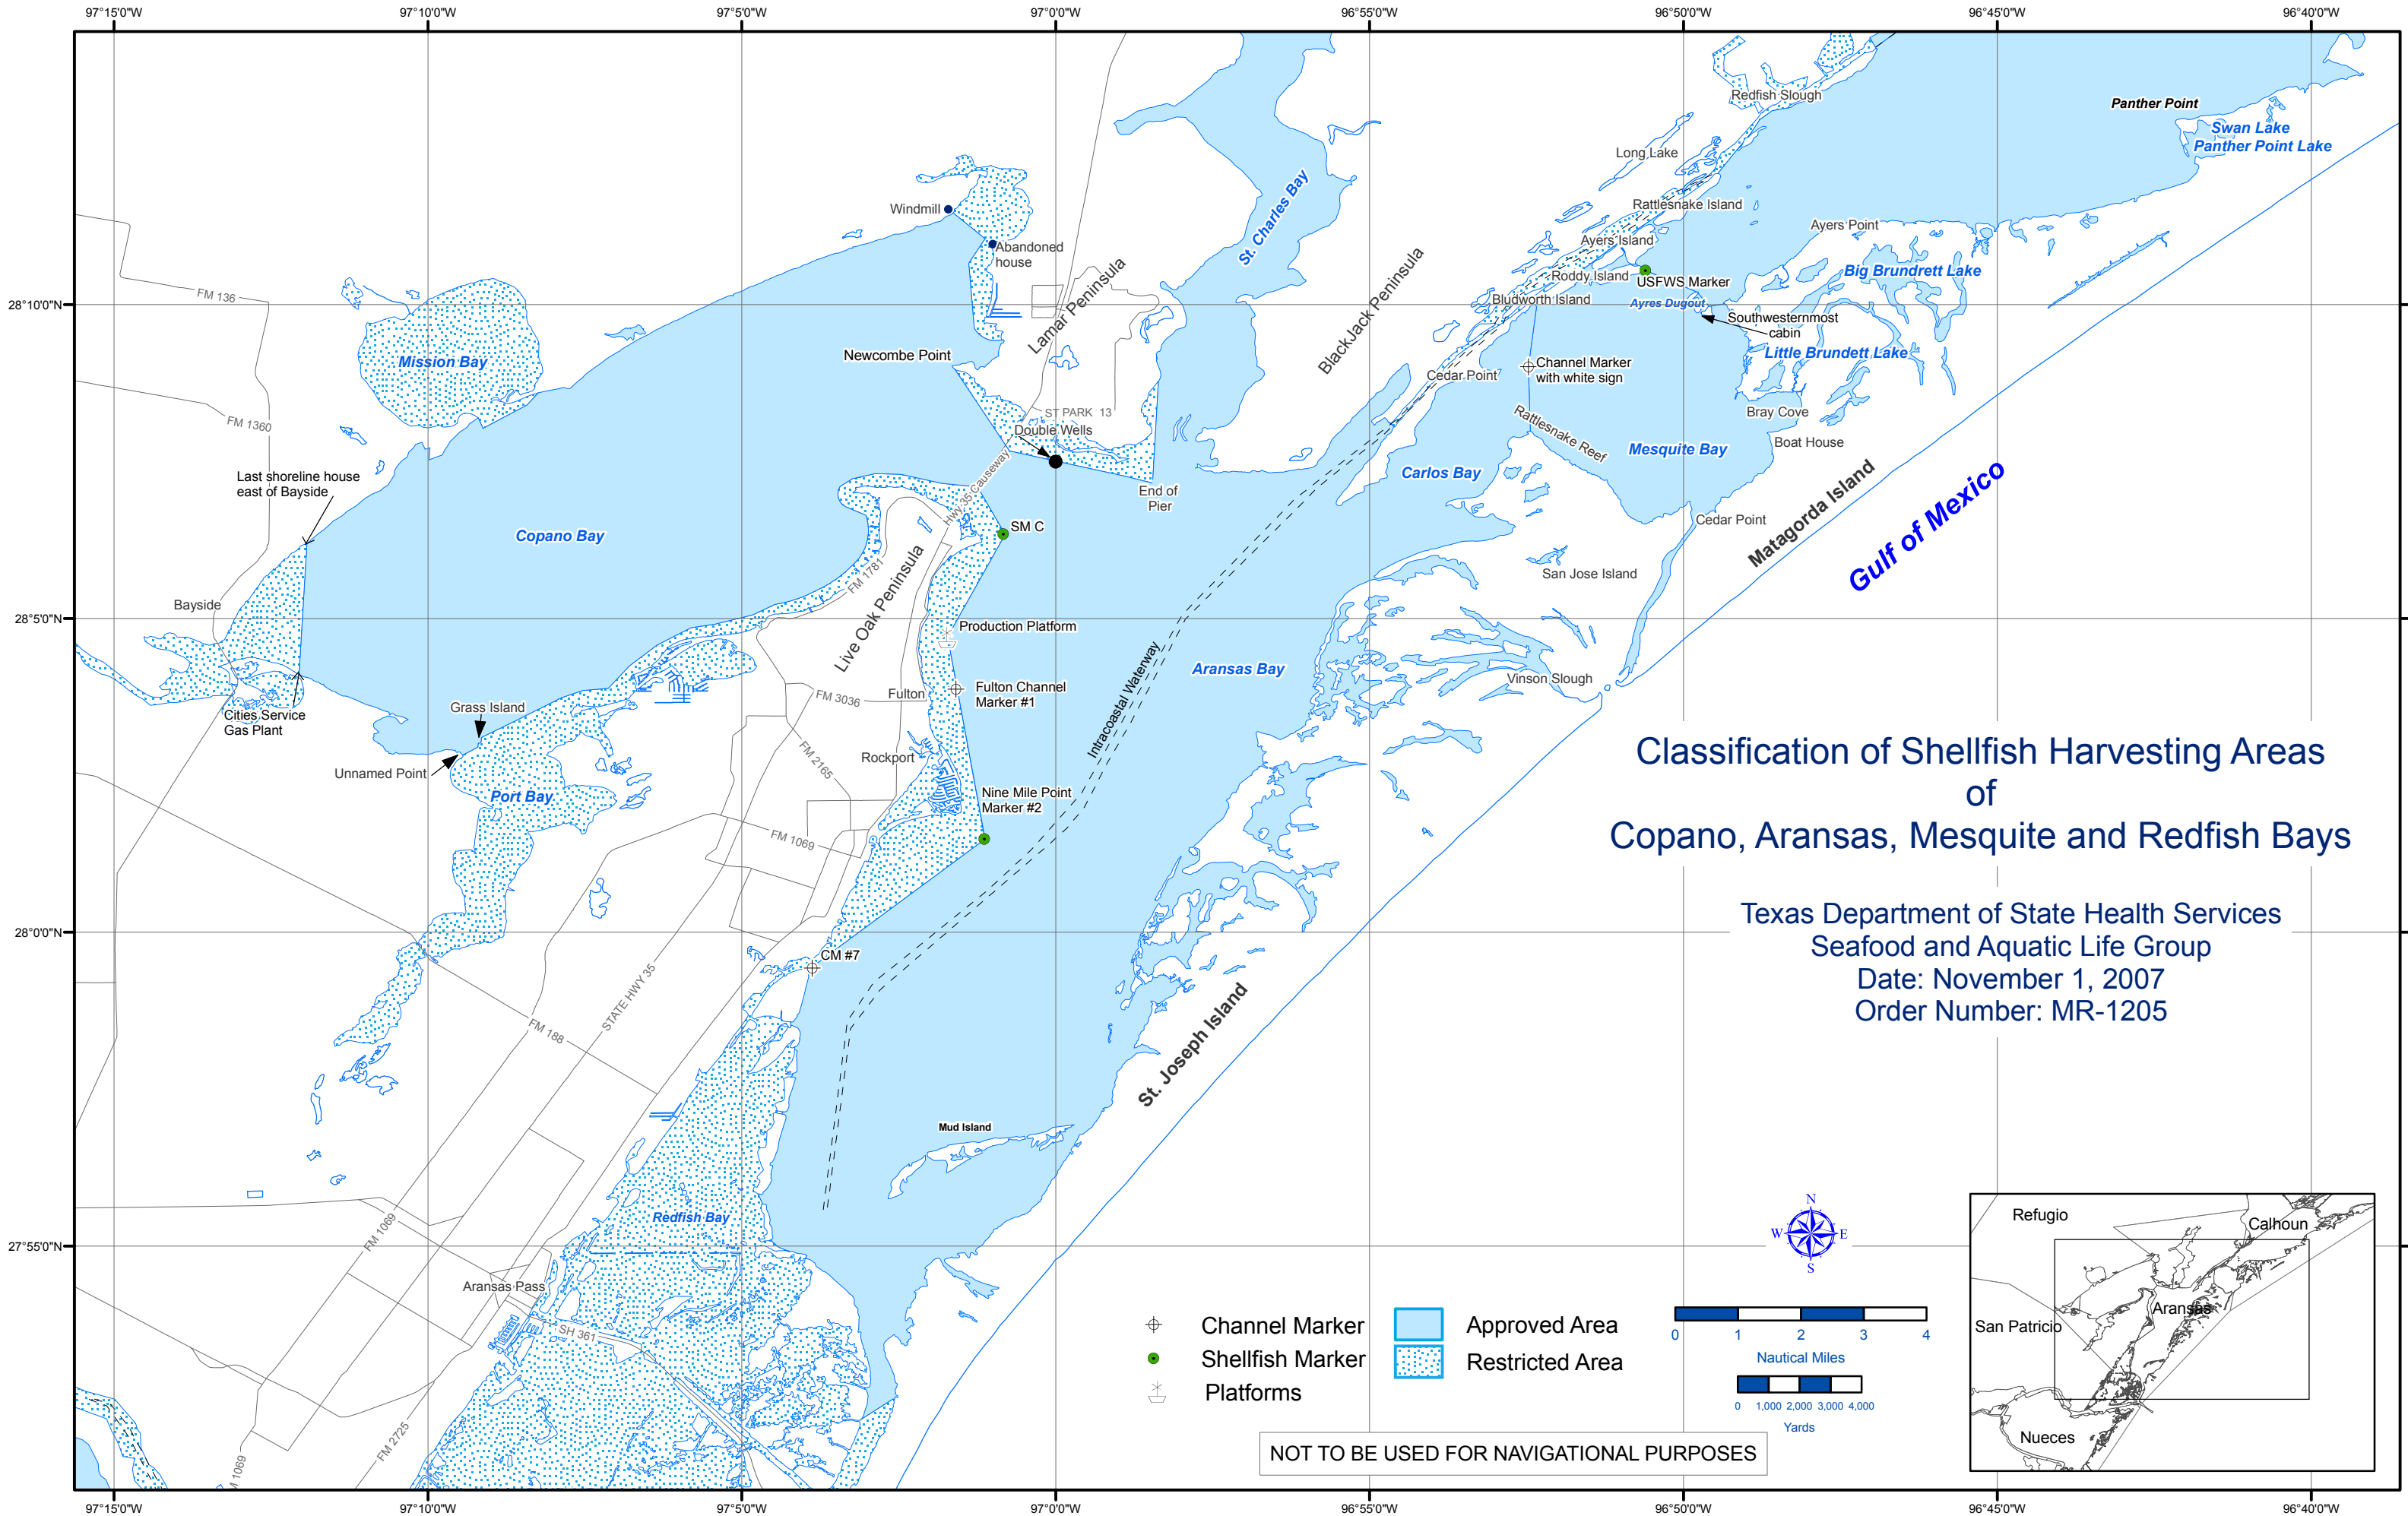 97°15'0"W
97°10'0"W
97°5'0"W
97°0'0"W
96°55'0"W
96°50'0"W
96°45'0"W
96°40'0"W
28°10'0"N
28°5'0"N
28°0'0"N
27°55'0"N
28°10'0"
28°5'0"
28°0'0"
27°55'0"
Redfish Slough
Panther Point
Swan Lake
Panther Point Lake
Long Lake
Windmill
Rattlesnake Island
Ayers Point
Abandoned
house
St. Charles Bay
Ayers Island
Lamar Peninsula
BlackJack Peninsula
Roddy Island
USFWS Marker
Big Brundrett Lake
FM 136
Bludworth Island
Ayres Dugout
Southwesternmost
cabin
Mission Bay
Newcombe Point
Little Brundett Lake
Channel Marker
with white sign
Cedar Point
FM 1360
ST PARK 13
Double Wells
Rattlesnake Reef
Bray Cove
Boat House
Mesquite Bay
Last shoreline house
east of Bayside
Hwy 35 Causeway
End of
Pier
Carlos Bay
Matagorda Island
Gulf of Mexico
Copano Bay
SM C
Cedar Point
FM 1781
San Jose Island
Bayside
Live Oak Peninsula
Production Platform
Intracoastal Waterway
Aransas Bay
Vinson Slough
Fulton
Fulton Channel
Marker #1
FM 3036
Cities Service
Gas Plant
Grass Island
Unnamed Point
FM 2165
Rockport
Port Bay
Nine Mile Point
Marker #2
FM 1069
Classification of Shellfish Harvesting Areas
of
Copano, Aransas, Mesquite and Redfish Bays
Texas Department of State Health Services
Seafood and Aquatic Life Group
Date: November 1, 2007
Order Number: MR-1205
CM #7
STATE HWY 35
FM 188
St. Joseph Island
Mud Island
Redfish Bay
FM 1069
Aransas Pass
SH 361
FM 2725
M 1069
N
W
E
S
Refugio
Calhoun
Aransas
San Patricio
Nueces
Channel Marker
Shellfish Marker
Platforms
Approved Area
Restricted Area
0 1 2 3 4
Nautical Miles
0 1,000 2,000 3,000 4,000
Yards
NOT TO BE USED FOR NAVIGATIONAL PURPOSES
97°15'0"W
97°10'0"W
97°5'0"W
97°0'0"W
96°55'0"W
96°50'0"W
96°45'0"W
96°40'0"W